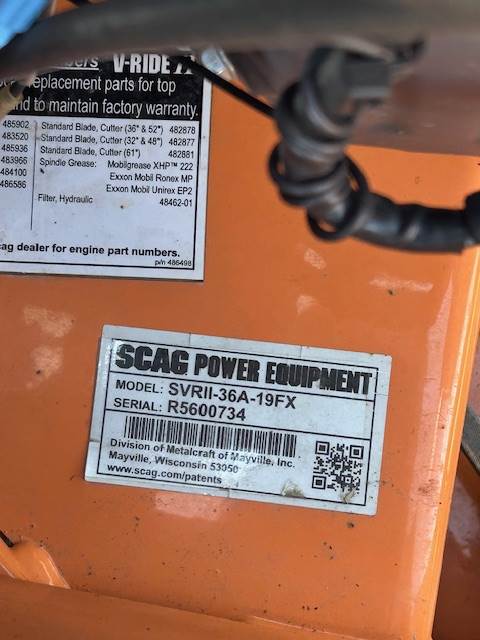 V-RIDE
replacement parts for top
to maintain factory warranty.
485902
483520
485936
483966
484100
486586
Standard Blade, Cutter (36" & 52") 482878
Standard Blade, Cutter (32" & 48") 482877
Standard Blade, Cutter (61") 482881
Spindle Grease: Mobilgrease XHP™ 222
Exxon Mobil Ronex MP
Exxon Mobil Unirex EP2
Filter, Hydraulic 48462-01
dealer for engine part numbers.
p/n 486498
SCAG POWER EQUIPMENT
MODEL: SVRII-36A-19FX
SERIAL: R5600734
Division of Metalcraft of Mayville, Inc.
Mayville, Wisconsin 53050
www.scag.com/patents